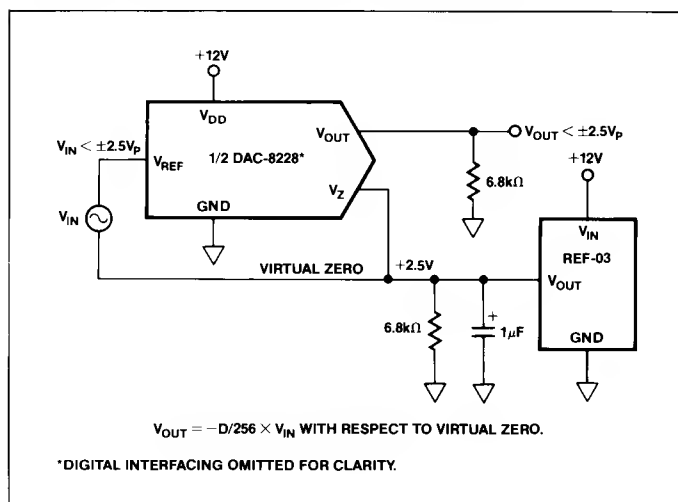 +12V
V_DD
V_IN < ±2.5V_P
V_REF
1/2 DAC-8228*
V_OUT
V_OUT < ±2.5V_P
+12V
6.8kΩ
V_Z
GND
V_IN
V_IN
REF-03
VIRTUAL ZERO
+2.5V
V_OUT
6.8kΩ
+
1μF
GND
V_OUT = −D/256 × V_IN WITH RESPECT TO VIRTUAL ZERO.
*DIGITAL INTERFACING OMITTED FOR CLARITY.